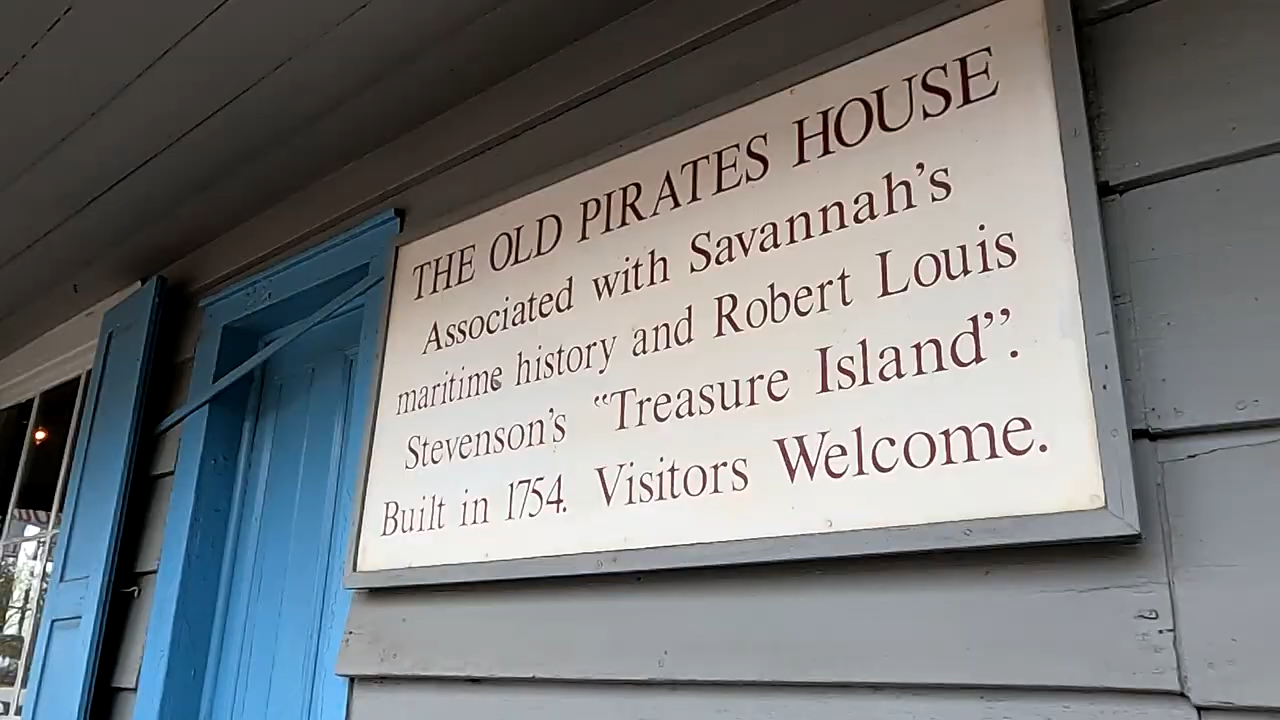 THE OLD PIRATES HOUSE
Associated with Savannah's
maritime history and Robert Louis
Stevenson's “Treasure Island”.
Built in 1754. Visitors Welcome.